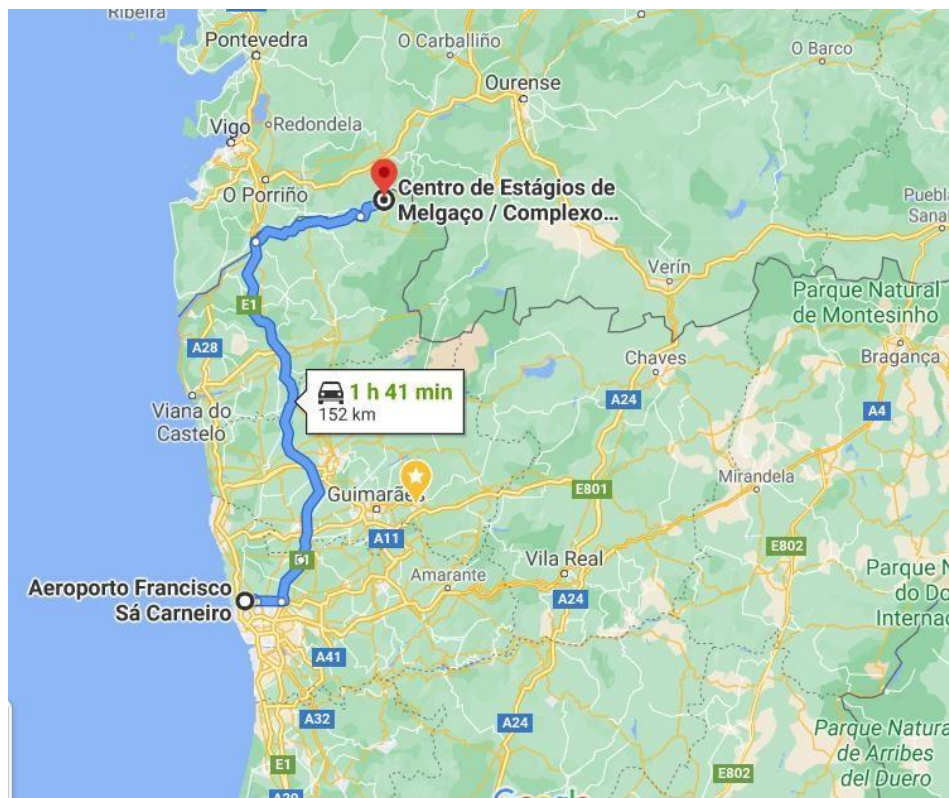 Ribeira
Pontevedra
O Carballiño
O Barco
Ourense
Vigo
Redondela
O Porriño
Centro de Estágios de
Melgaço / Complexo...
Puebla
Sanab
Verín
E1
Parque Natural
de Montesinho
A28
Chaves
Bragança
1 h 41 min
152 km
A24
Viana do
Castelo
A4
Mirandela
Guimarães
E801
A11
E802
Vila Real
Aeroporto Francisco
Sá Carneiro
Amarante
Parque N
do Do
Internac
A24
A41
A32
A24
Parque Natura
de Arribes
del Duero
E1
E802
Google